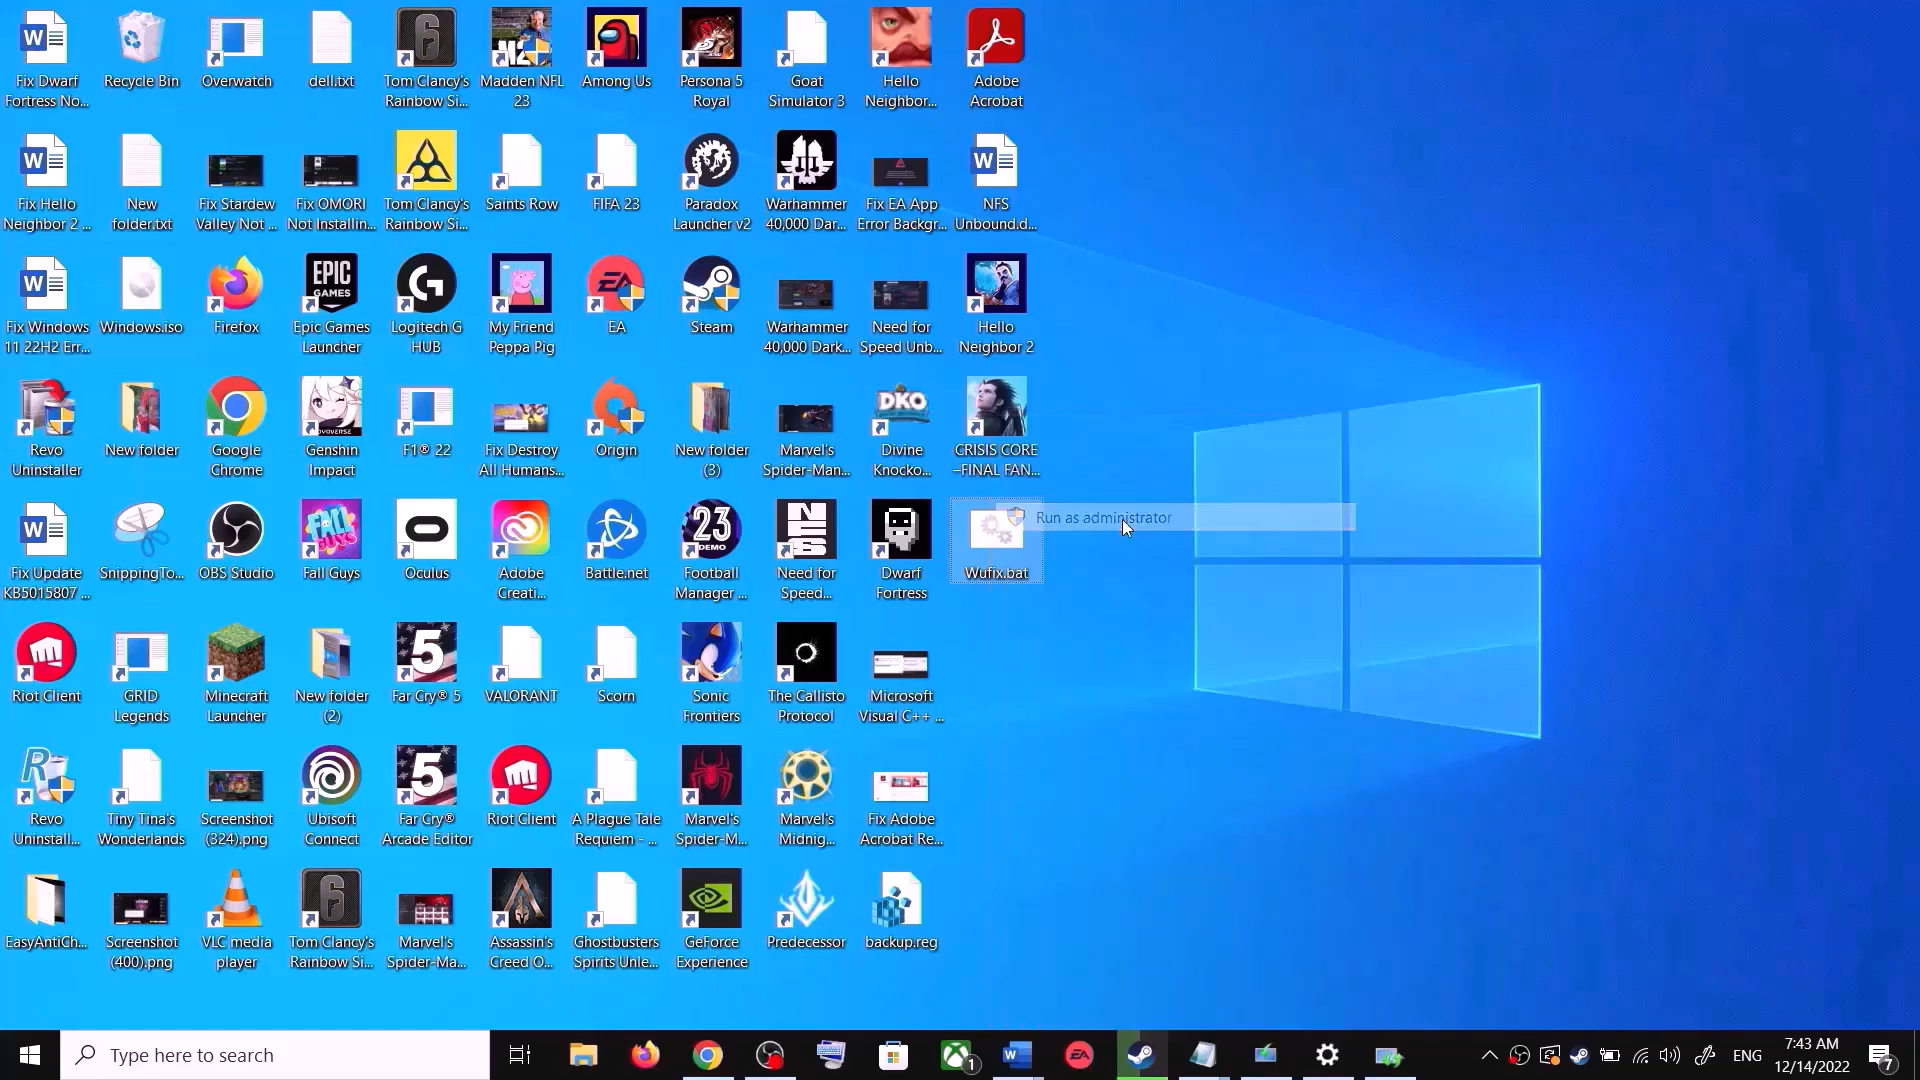 Fix Dwarf
Fortress No...
Recycle Bin
Overwatch
dell.txt
Tom Clancy's
Rainbow Si...
Madden NFL
23
Among Us
Persona 5
Royal
Goat
Simulator 3
Hello
Neighbor...
Adobe
Acrobat
Fix Hello
Neighbor 2 ...
New
folder.txt
Fix Stardew
Valley Not ...
Fix OMORI
Not Installin...
Tom Clancy's
Rainbow Si...
Saints Row
FIFA 23
Paradox
Launcher v2
Warhammer
40,000 Dar...
Fix EA App
Error Backgr...
NFS
Unbound.d...
Fix Windows
11 22H2 Err...
Windows.iso
Firefox
EPIC
GAMES
Epic Games
Launcher
Logitech G
HUB
My Friend
Peppa Pig
EA
Steam
Warhammer
40,000 Dark...
Need for
Speed Unb...
Hello
Neighbor 2
Revo
Uninstaller
New folder
Google
Chrome
Genshin
Impact
F1® 22
Fix Destroy
All Humans...
Origin
New folder
(3)
Marvel's
Spider-Man...
DKO
Divine
Knocko...
CRISIS CORE
–FINAL FAN...
Fix Update
KB5015807 ...
SnippingTo...
OBS Studio
FALL
GUYS
Fall Guys
Oculus
Adobe
Creati...
Battle.net
23
DEMO
Football
Manager ...
Need for
Speed...
Dwarf
Fortress
Run as administrator
Wufix.bat
Riot Client
GRID
Legends
Minecraft
Launcher
New folder
(2)
5
Far Cry® 5
VALORANT
Scorn
Sonic
Frontiers
The Callisto
Protocol
Microsoft
Visual C++ ...
Revo
Uninstall...
Tiny Tina's
Wonderlands
Screenshot
(324).png
Ubisoft
Connect
5
Far Cry®
Arcade Editor
Riot Client
A Plague Tale
Requiem - ...
Marvel's
Spider-M...
Marvel's
Midnig...
Fix Adobe
Acrobat Re...
EasyAntiCh...
Screenshot
(400).png
VLC media
player
Tom Clancy's
Rainbow Si...
Marvel's
Spider-Ma...
Assassin's
Creed O...
Ghostbusters
Spirits Unle...
GeForce
Experience
Predecessor
backup.reg
Type here to search
1
ENG
7:43 AM
12/14/2022
7